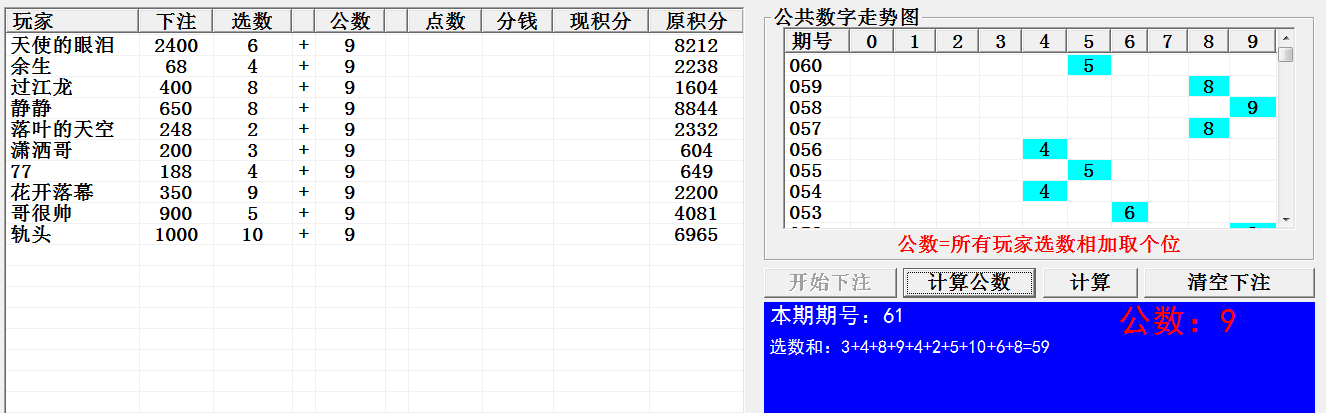 玩家 下注 选数 公数 点数 分钱 现积分 原积分
天使的眼泪 2400 6 + 9 8212
余生 68 4 + 9 2238
过江龙 400 8 + 9 1604
静静 650 8 + 9 8844
落叶的天空 248 2 + 9 2332
潇洒哥 200 3 + 9 604
77 188 4 + 9 649
花开落幕 350 9 + 9 2200
哥很帅 900 5 + 9 4081
轨头 1000 10 + 9 6965
公共数字走势图
期号 0 1 2 3 4 5 6 7 8 9
060 5
059 8
058 9
057 8
056 4
055 5
054 4
053 6
公数=所有玩家选数相加取个位
开始下注 计算公数 计算 清空下注
本期期号：61 公数：9
选数和：3+4+8+9+4+2+5+10+6+8=59